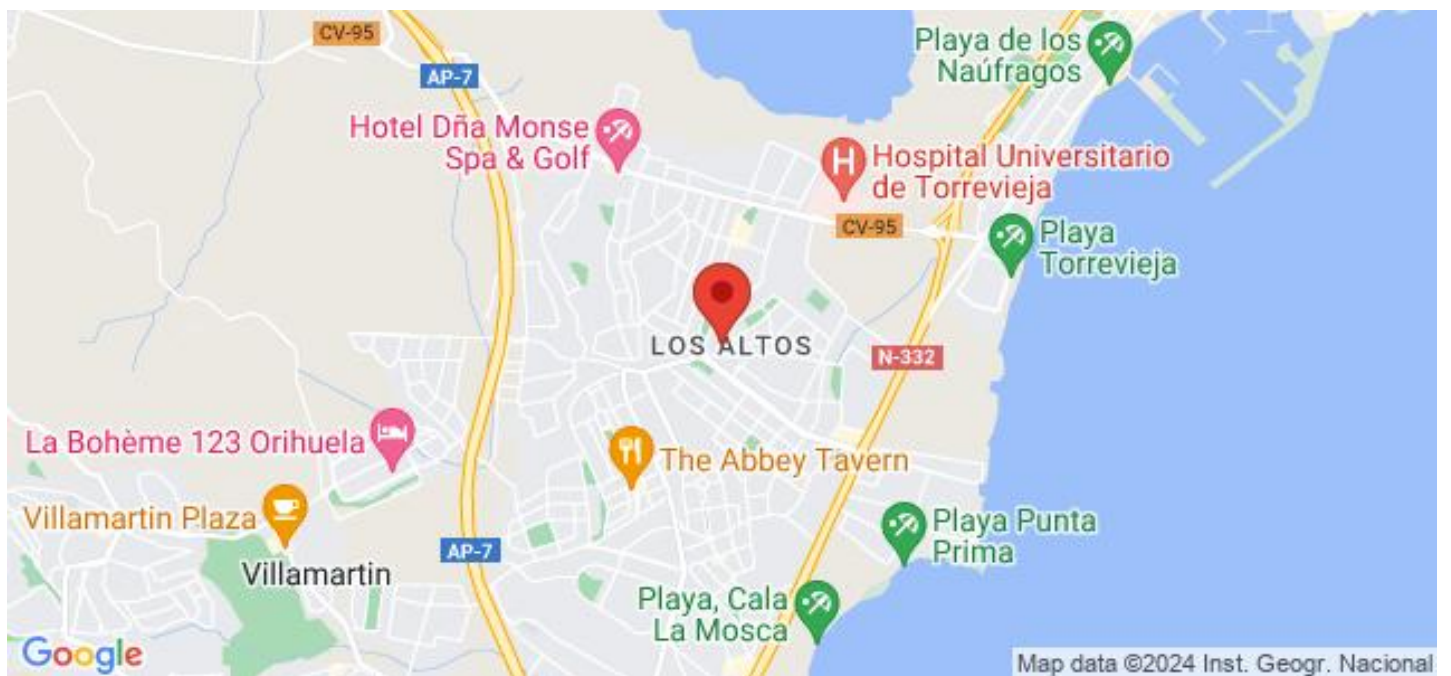 CV-95
AP-7
Playa de los
Naúfragos
Hotel Dña Monse
Spa & Golf
H
Hospital Universitario
de Torrevieja
CV-95
Playa
Torrevieja
LOS ALTOS
N-332
La Bohème 123 Orihuela
The Abbey Tavern
Villamartin Plaza
Playa Punta
Prima
AP-7
Villamartin
Playa, Cala
La Mosca
Google
Map data ©2024 Inst. Geogr. Nacional